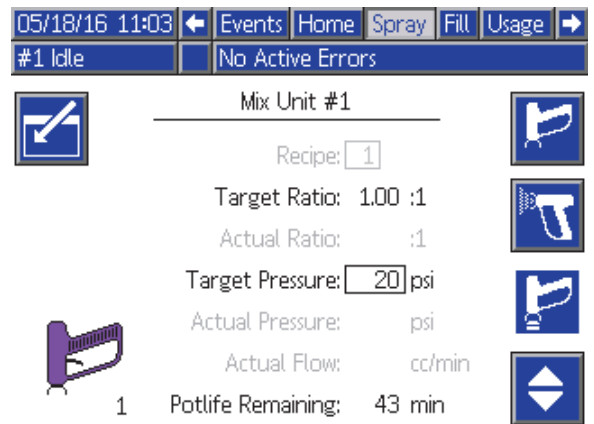 05/18/16 11:03 Events Home Spray Fill Usage
#1 Idle No Active Errors
Mix Unit #1
Recipe: 1
Target Ratio: 1.00 :1
Actual Ratio: :1
Target Pressure: 20 psi
Actual Pressure: psi
Actual Flow: cc/min
1 Potlife Remaining: 43 min